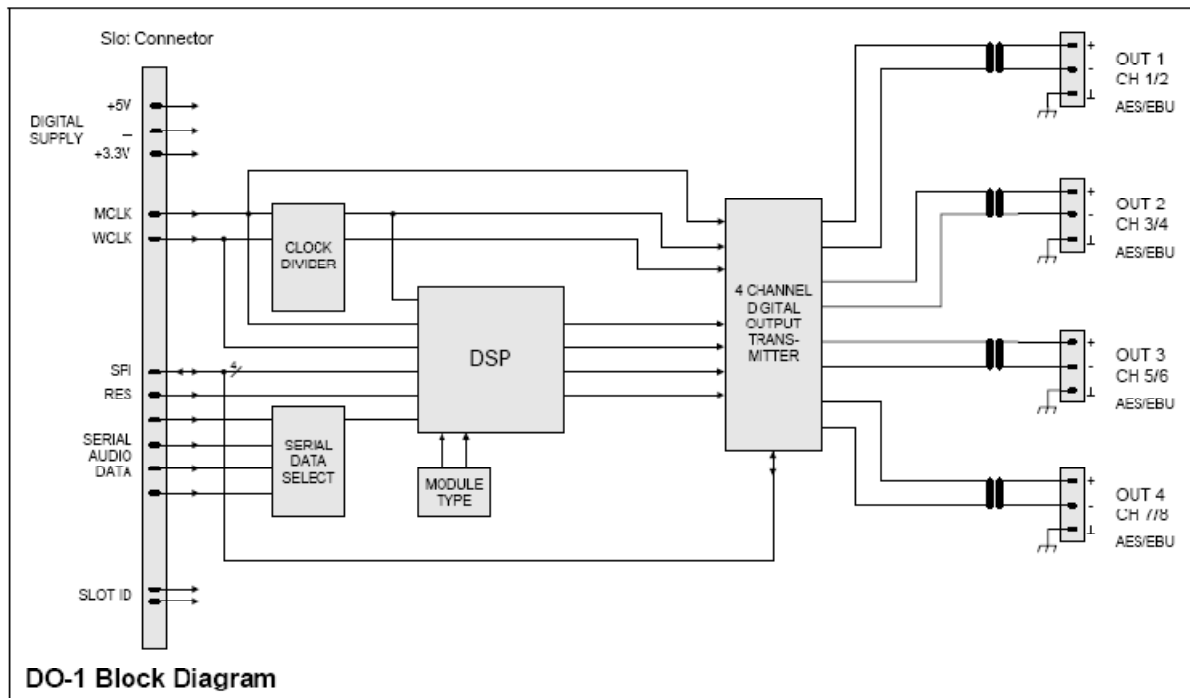 Slot Connector
DIGITAL
SUPPLY
+5V
–
+3.3V
MCLK
WCLK
SPI
RES
SERIAL
AUDIO
DATA
SLOT ID
CLOCK
DIVIDER
4
DSP
SERIAL
DATA
SELECT
MODULE
TYPE
4 CHANNEL
DIGITAL
OUTPUT
TRANS-
MITTER
+
-
⊥
OUT 1
CH 1/2
AES/EBU
+
-
⊥
OUT 2
CH 3/4
AES/EBU
+
-
⊥
OUT 3
CH 5/6
AES/EBU
+
-
⊥
OUT 4
CH 7/8
AES/EBU
DO-1 Block Diagram